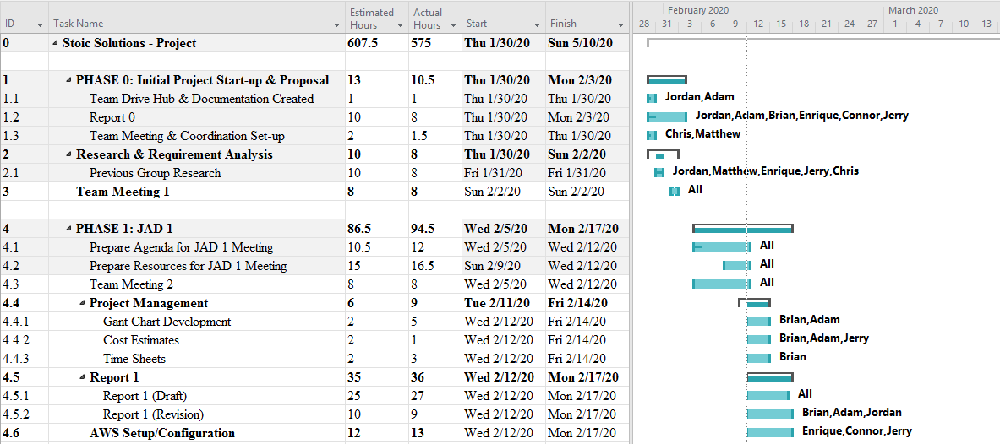 February 2020 March 2020
ID Task Name Estimated Hours Actual Hours Start Finish 28 31 3 6 9 12 15 18 21 24 27 1 4 7 10 13
0 Stoic Solutions - Project 607.5 575 Thu 1/30/20 Sun 5/10/20
1 PHASE 0: Initial Project Start-up & Proposal 13 10.5 Thu 1/30/20 Mon 2/3/20
1.1 Team Drive Hub & Documentation Created 1 1 Thu 1/30/20 Thu 1/30/20 Jordan,Adam
1.2 Report 0 10 8 Thu 1/30/20 Mon 2/3/20 Jordan,Adam,Brian,Enrique,Connor,Jerry
1.3 Team Meeting & Coordination Set-up 2 1.5 Thu 1/30/20 Thu 1/30/20 Chris,Matthew
2 Research & Requirement Analysis 10 8 Thu 1/30/20 Sun 2/2/20
2.1 Previous Group Research 10 8 Fri 1/31/20 Fri 1/31/20 Jordan,Matthew,Enrique,Jerry,Chris
3 Team Meeting 1 8 8 Sun 2/2/20 Sun 2/2/20 All
4 PHASE 1: JAD 1 86.5 94.5 Wed 2/5/20 Mon 2/17/20
4.1 Prepare Agenda for JAD 1 Meeting 10.5 12 Wed 2/5/20 Wed 2/12/20 All
4.2 Prepare Resources for JAD 1 Meeting 15 16.5 Sun 2/9/20 Wed 2/12/20 All
4.3 Team Meeting 2 8 8 Wed 2/5/20 Wed 2/12/20 All
4.4 Project Management 6 9 Tue 2/11/20 Fri 2/14/20
4.4.1 Gant Chart Development 2 5 Wed 2/12/20 Fri 2/14/20 Brian,Adam
4.4.2 Cost Estimates 2 1 Wed 2/12/20 Fri 2/14/20 Brian,Adam,Jerry
4.4.3 Time Sheets 2 3 Wed 2/12/20 Fri 2/14/20 Brian
4.5 Report 1 35 36 Wed 2/12/20 Mon 2/17/20
4.5.1 Report 1 (Draft) 25 27 Wed 2/12/20 Mon 2/17/20 All
4.5.2 Report 1 (Revision) 10 9 Wed 2/12/20 Mon 2/17/20 Brian,Adam,Jordan
4.6 AWS Setup/Configuration 12 13 Wed 2/12/20 Mon 2/17/20 Enrique,Connor,Jerry